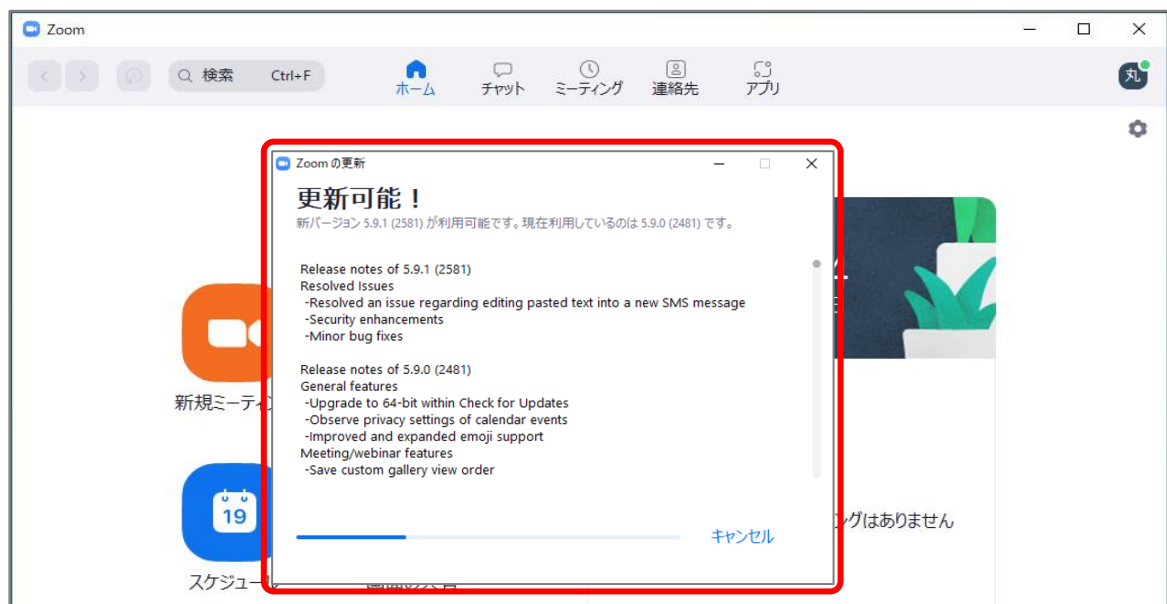 Zoom
検索 Ctrl+F
ホーム
チャット
ミーティング
連絡先
アプリ
丸
Zoom の更新
更新可能！
新バージョン 5.9.1 (2581) が利用可能です。現在利用しているのは 5.9.0 (2481) です。
Release notes of 5.9.1 (2581)
Resolved Issues
-Resolved an issue regarding editing pasted text into a new SMS message
-Security enhancements
-Minor bug fixes
Release notes of 5.9.0 (2481)
General features
-Upgrade to 64-bit within Check for Updates
-Observe privacy settings of calendar events
-Improved and expanded emoji support
Meeting/webinar features
-Save custom gallery view order
キャンセル
新規ミーティ
19
スケジュール
ングはありません